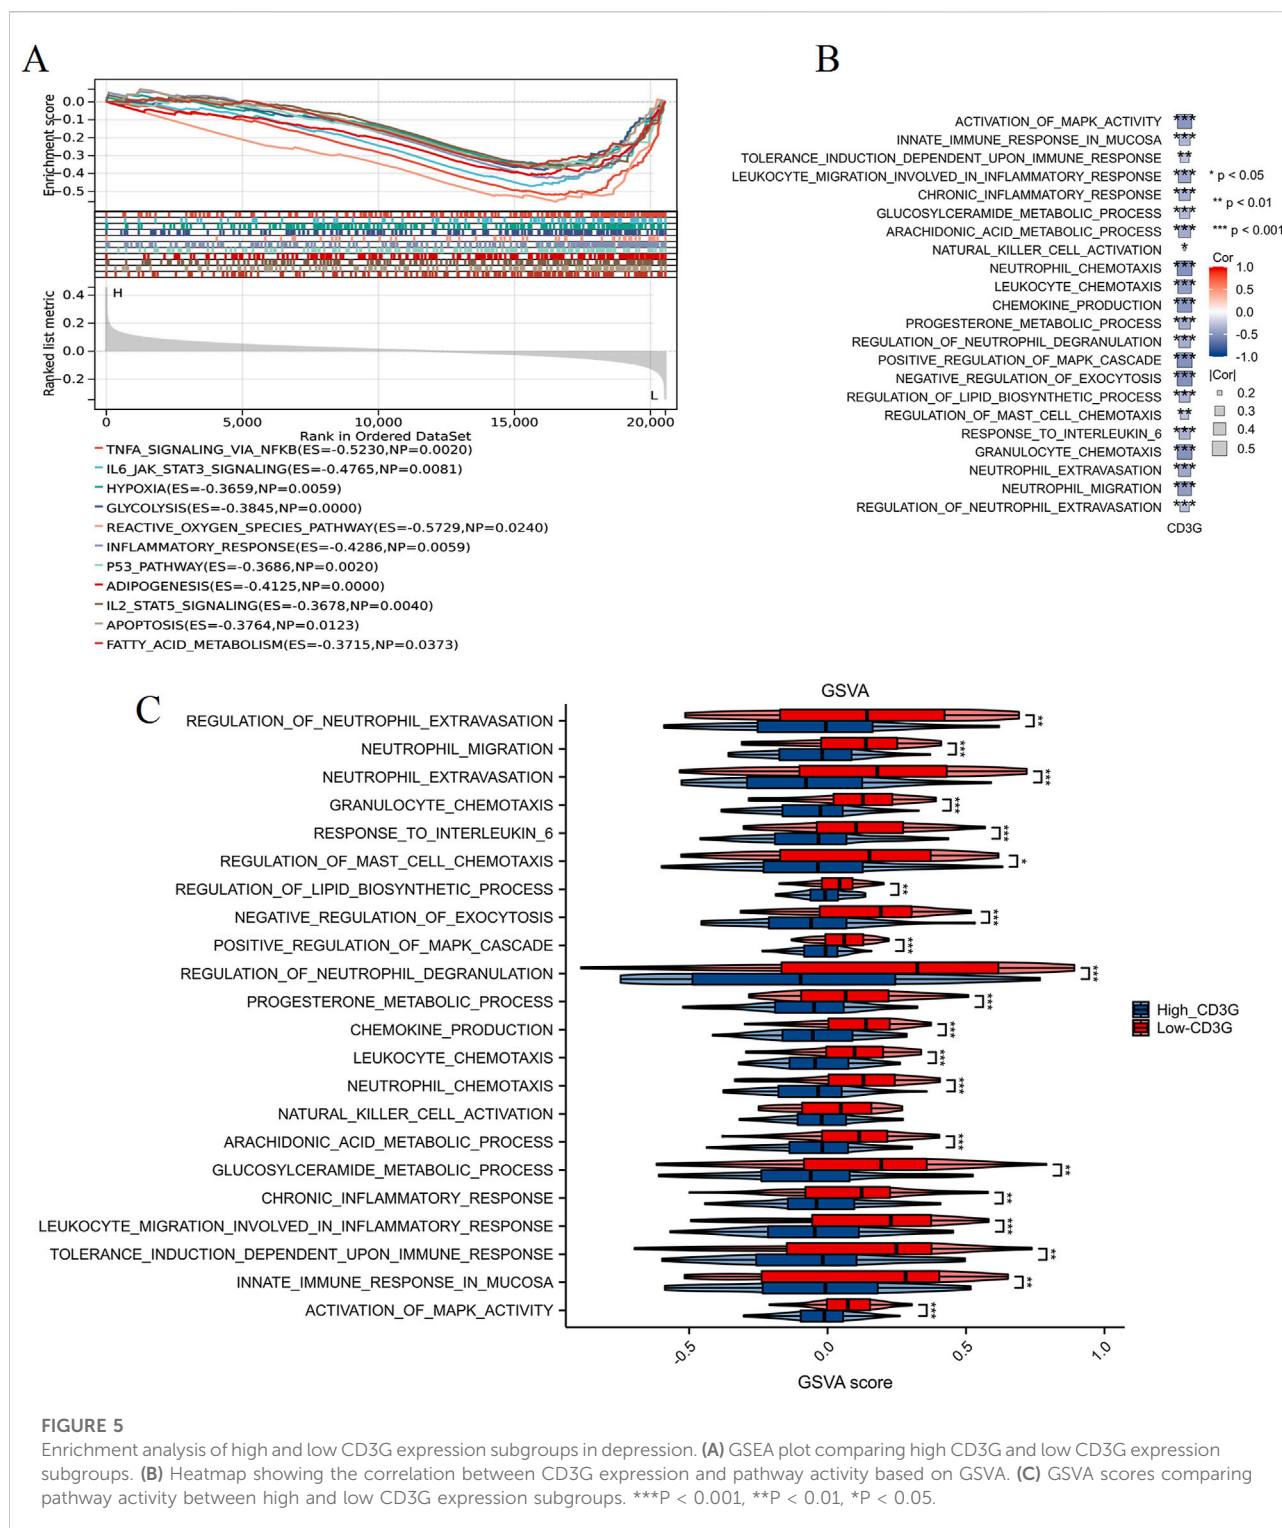 A
Enrichment score
0.0
-0.1
-0.2
-0.3
-0.4
-0.5
Ranked list metric
0.4
0.2
0.0
0.2
H
L
0
5,000
10,000
15,000
20,000
Rank in Ordered DataSet
TNFA_SIGNALING_VIA_NFKB(ES=-0.5230,NP=0.0020)
IL6_JAK_STAT3_SIGNALING(ES=-0.4765,NP=0.0081)
HYPOXIA(ES=-0.3659,NP=0.0059)
GLYCOLYSIS(ES=-0.3845,NP=0.0000)
REACTIVE_OXYGEN_SPECIES_PATHWAY(ES=-0.5729,NP=0.0240)
INFLAMMATORY_RESPONSE(ES=-0.4286,NP=0.0059)
P53_PATHWAY(ES=-0.3686,NP=0.0020)
ADIPOGENESIS(ES=-0.4125,NP=0.0000)
IL2_STAT5_SIGNALING(ES=-0.3678,NP=0.0040)
APOPTOSIS(ES=-0.3764,NP=0.0123)
FATTY_ACID_METABOLISM(ES=-0.3715,NP=0.0373)
B
ACTIVATION_OF_MAPK_ACTIVITY ***
INNATE_IMMUNE_RESPONSE_IN_MUCOSA ***
TOLERANCE_INDUCTION_DEPENDENT_UPON_IMMUNE_RESPONSE **
LEUKOCYTE_MIGRATION_INVOLVED_IN_INFLAMMATORY_RESPONSE ***
CHRONIC_INFLAMMATORY_RESPONSE ***
GLUCOSYLCERAMIDE_METABOLIC_PROCESS ***
ARACHIDONIC_ACID_METABOLIC_PROCESS ***
NATURAL_KILLER_CELL_ACTIVATION *
NEUTROPHIL_CHEMOTAXIS ***
LEUKOCYTE_CHEMOTAXIS ***
CHEMOKINE_PRODUCTION ***
PROGESTERONE_METABOLIC_PROCESS ***
REGULATION_OF_NEUTROPHIL_DEGRANULATION ***
POSITIVE_REGULATION_OF_MAPK_CASCADE ***
NEGATIVE_REGULATION_OF_EXOCYTOSIS ***
REGULATION_OF_LIPID_BIOSYNTHETIC_PROCESS ***
REGULATION_OF_MAST_CELL_CHEMOTAXIS **
RESPONSE_TO_INTERLEUKIN_6 ***
GRANULOCYTE_CHEMOTAXIS ***
NEUTROPHIL_EXTRAVASATION ***
NEUTROPHIL_MIGRATION ***
REGULATION_OF_NEUTROPHIL_EXTRAVASATION ***
CD3G
* p < 0.05
** p < 0.01
*** p < 0.001
Cor
1.0
0.5
0.0
-0.5
-1.0
|Cor|
0.2
0.3
0.4
0.5
C
GSVA
REGULATION_OF_NEUTROPHIL_EXTRAVASATION **
NEUTROPHIL_MIGRATION ***
NEUTROPHIL_EXTRAVASATION ***
GRANULOCYTE_CHEMOTAXIS ***
RESPONSE_TO_INTERLEUKIN_6 ***
REGULATION_OF_MAST_CELL_CHEMOTAXIS *
REGULATION_OF_LIPID_BIOSYNTHETIC_PROCESS **
NEGATIVE_REGULATION_OF_EXOCYTOSIS ***
POSITIVE_REGULATION_OF_MAPK_CASCADE ***
REGULATION_OF_NEUTROPHIL_DEGRANULATION ***
PROGESTERONE_METABOLIC_PROCESS ***
CHEMOKINE_PRODUCTION ***
LEUKOCYTE_CHEMOTAXIS ***
NEUTROPHIL_CHEMOTAXIS ***
NATURAL_KILLER_CELL_ACTIVATION
ARACHIDONIC_ACID_METABOLIC_PROCESS ***
GLUCOSYLCERAMIDE_METABOLIC_PROCESS **
CHRONIC_INFLAMMATORY_RESPONSE **
LEUKOCYTE_MIGRATION_INVOLVED_IN_INFLAMMATORY_RESPONSE ***
TOLERANCE_INDUCTION_DEPENDENT_UPON_IMMUNE_RESPONSE **
INNATE_IMMUNE_RESPONSE_IN_MUCOSA **
ACTIVATION_OF_MAPK_ACTIVITY ***
High_CD3G
Low-CD3G
-0.5
0.0
0.5
1.0
GSVA score
FIGURE 5
Enrichment analysis of high and low CD3G expression subgroups in depression. (A) GSEA plot comparing high CD3G and low CD3G expression
subgroups. (B) Heatmap showing the correlation between CD3G expression and pathway activity based on GSVA. (C) GSVA scores comparing
pathway activity between high and low CD3G expression subgroups. ***P < 0.001, **P < 0.01, *P < 0.05.